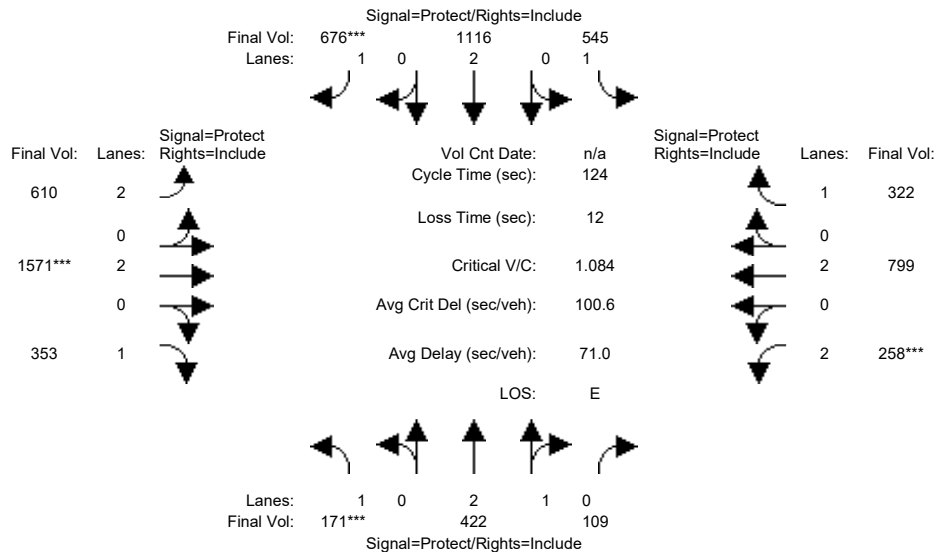 Signal=Protect/Rights=Include
Final Vol: 676*** 1116 545
Lanes: 1 0 2 0 1
Signal=Protect
Final Vol: Lanes: Rights=Include
Vol Cnt Date: n/a
Signal=Protect
Rights=Include Lanes: Final Vol:
Cycle Time (sec): 124
610 2
1 322
Loss Time (sec): 12
0
0
1571*** 2
Critical V/C: 1.084
2 799
0
Avg Crit Del (sec/veh): 100.6
0
353 1
Avg Delay (sec/veh): 71.0
2 258***
LOS: E
Lanes: 1 0 2 1 0
Final Vol: 171*** 422 109
Signal=Protect/Rights=Include